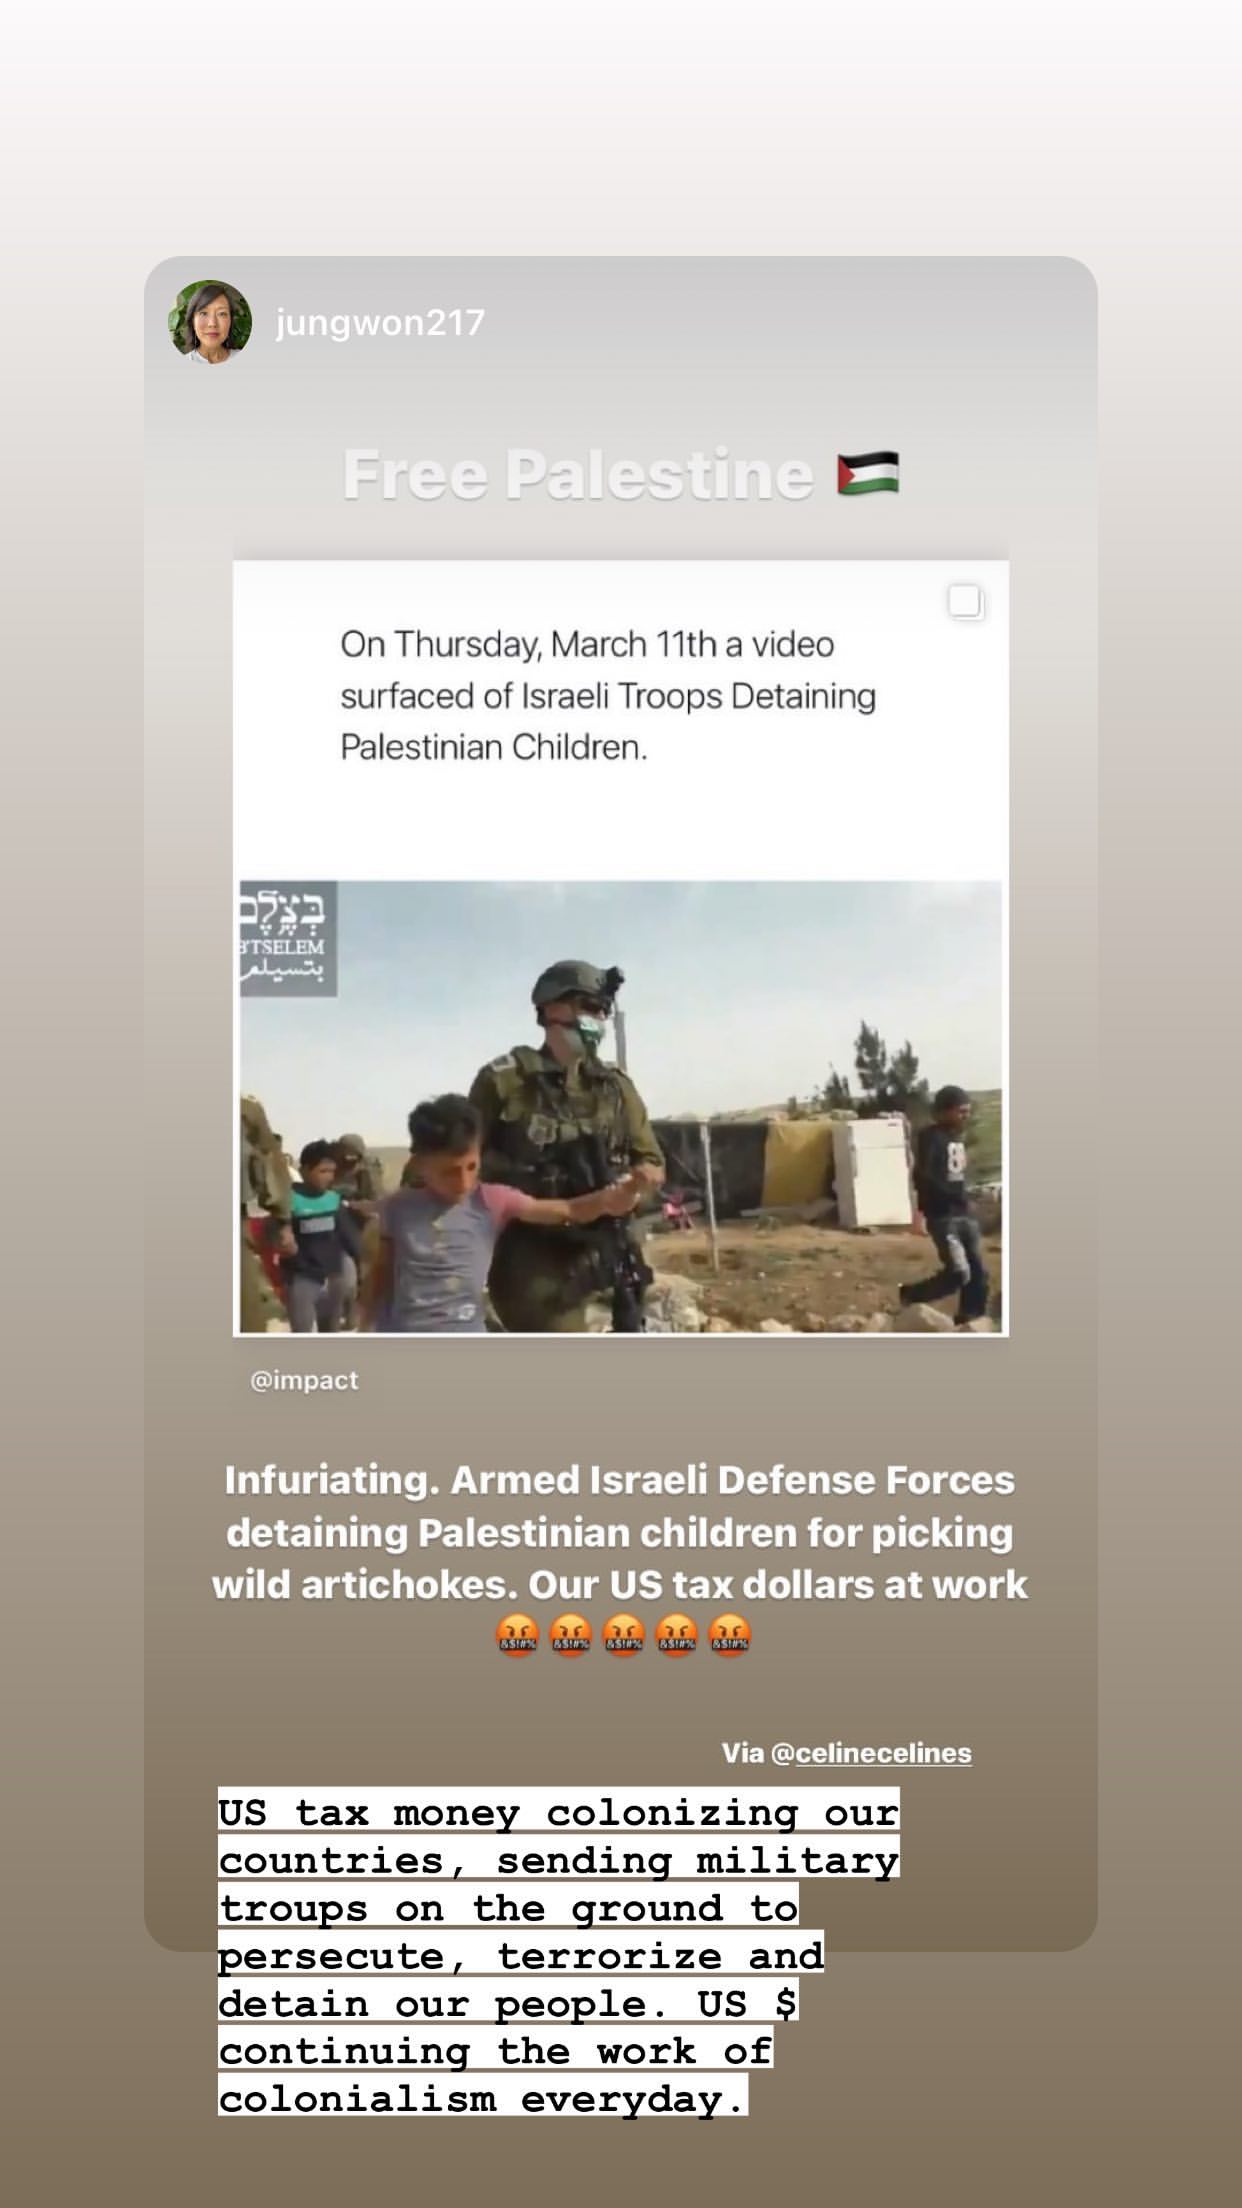 jungwon217
Free Palestine 🇵🇸
On Thursday, March 11th a video
surfaced of Israeli Troops Detaining
Palestinian Children.
בְּצֶלֶם
B'TSELEM
بتسيلم
88
@impact
Infuriating. Armed Israeli Defense Forces
detaining Palestinian children for picking
wild artichokes. Our US tax dollars at work
🤬🤬🤬🤬🤬
Via @celinecelines
US tax money colonizing our
countries, sending military
troups on the ground to
persecute, terrorize and
detain our people. US $
continuing the work of
colonialism everyday.